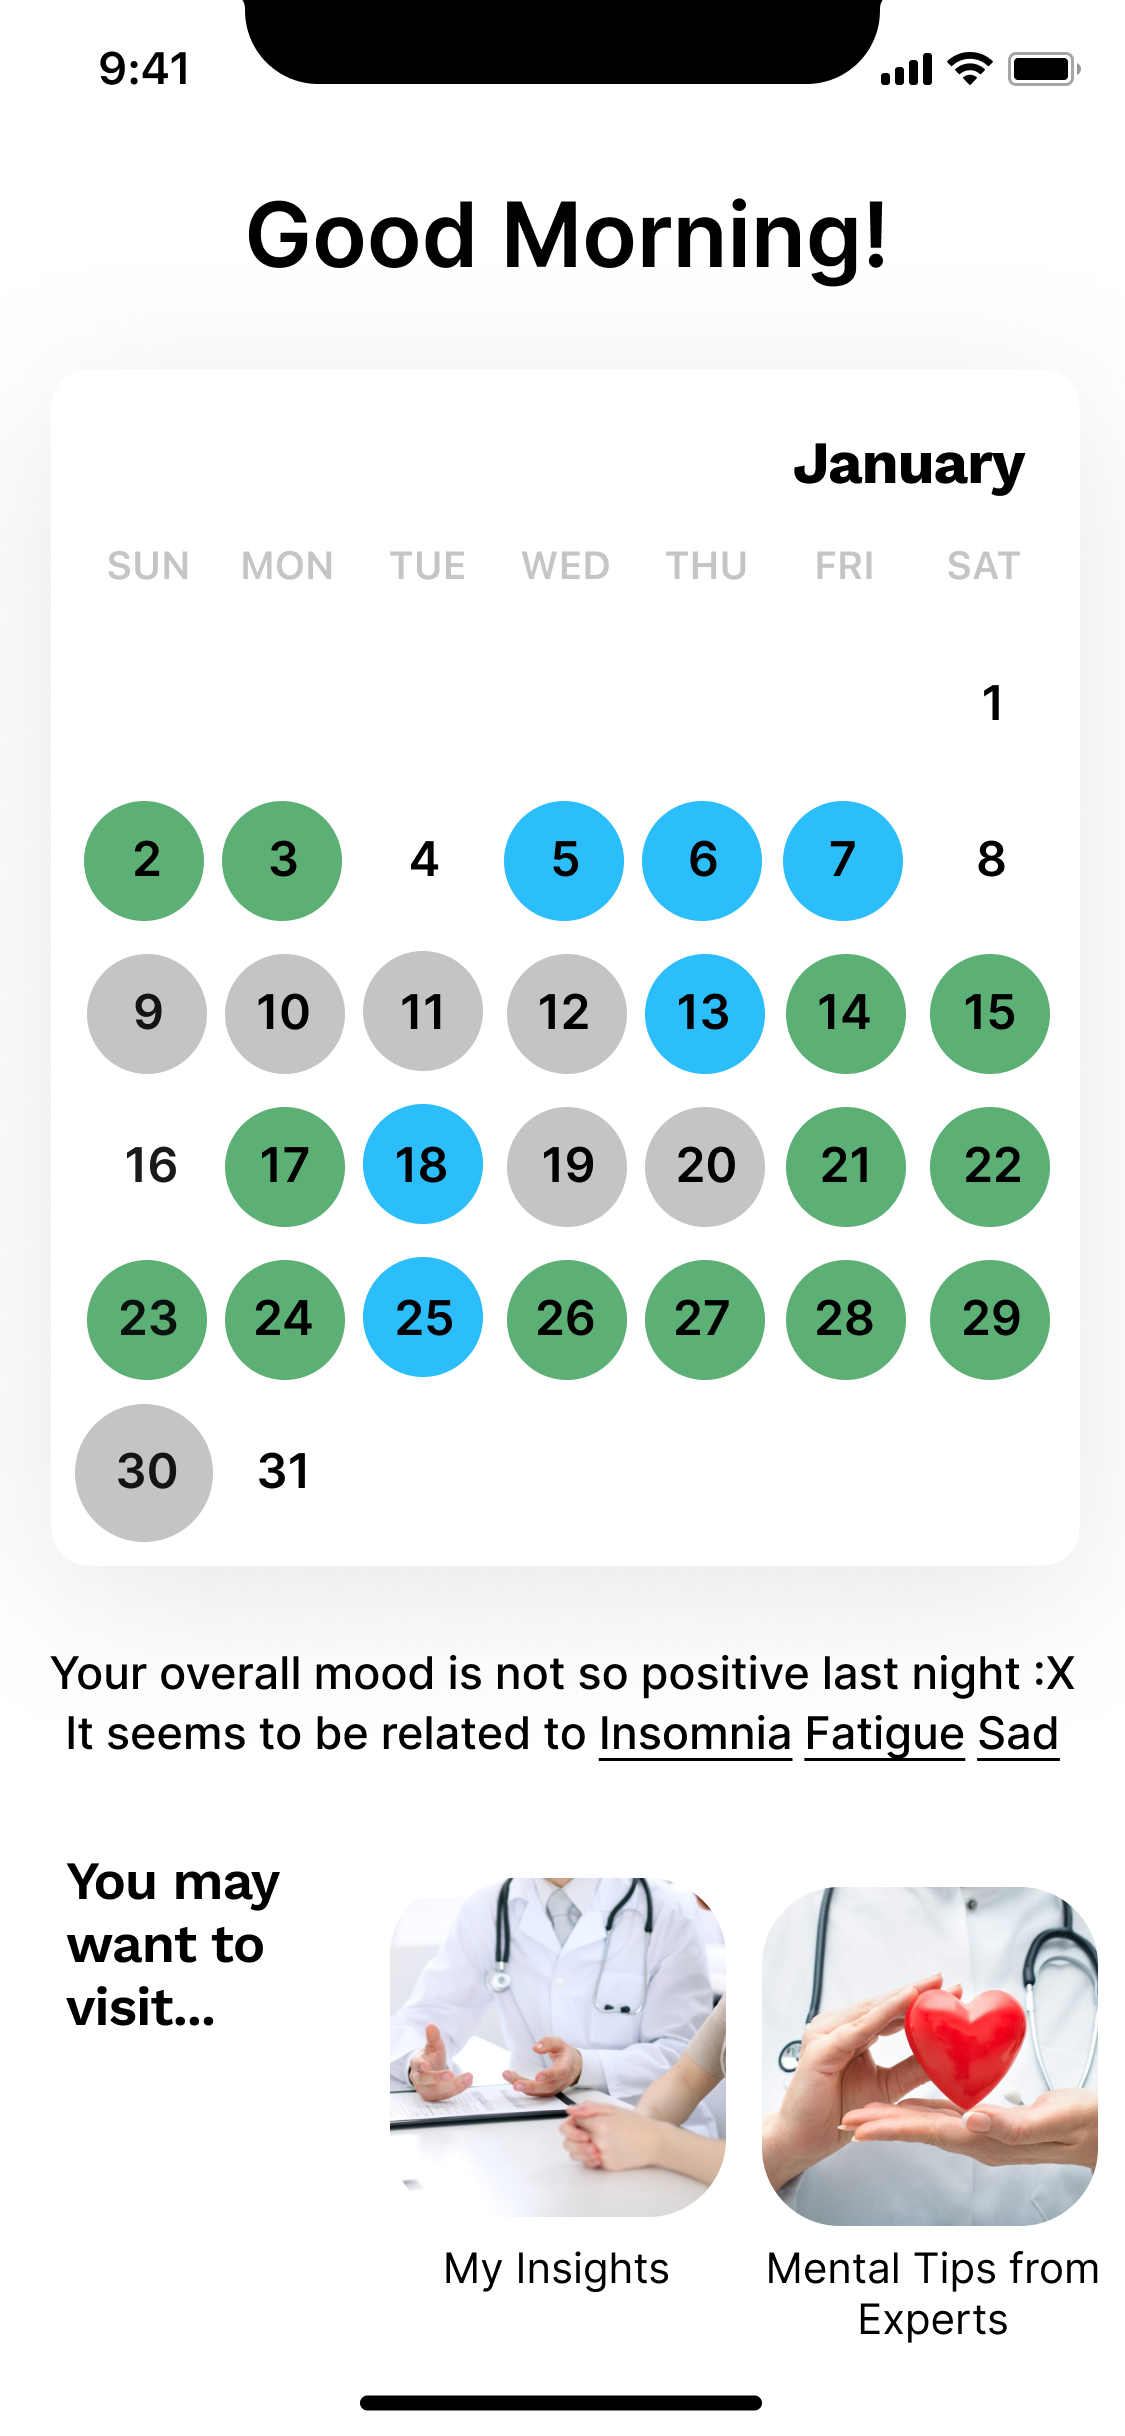 9:41
Good Morning!
January
SUN MON TUE WED THU FRI SAT
1
2 3 4 5 6 7 8
9 10 11 12 13 14 15
16 17 18 19 20 21 22
23 24 25 26 27 28 29
30 31
Your overall mood is not so positive last night :X
It seems to be related to Insomnia Fatigue Sad
You may
want to
visit...
My Insights
Mental Tips from
Experts